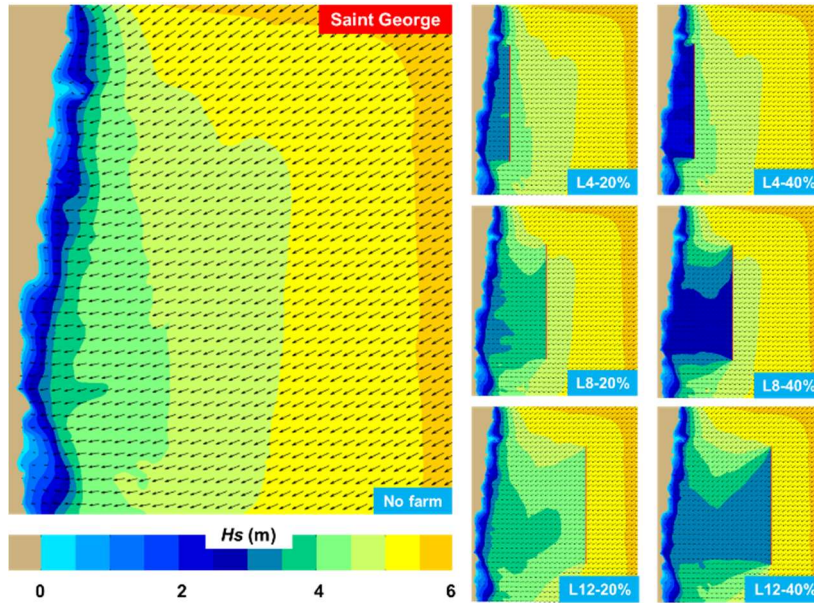 Saint George
No farm
Hs (m)
0 2 4 6
L4-20%
L4-40%
L8-20%
L8-40%
L12-20%
L12-40%